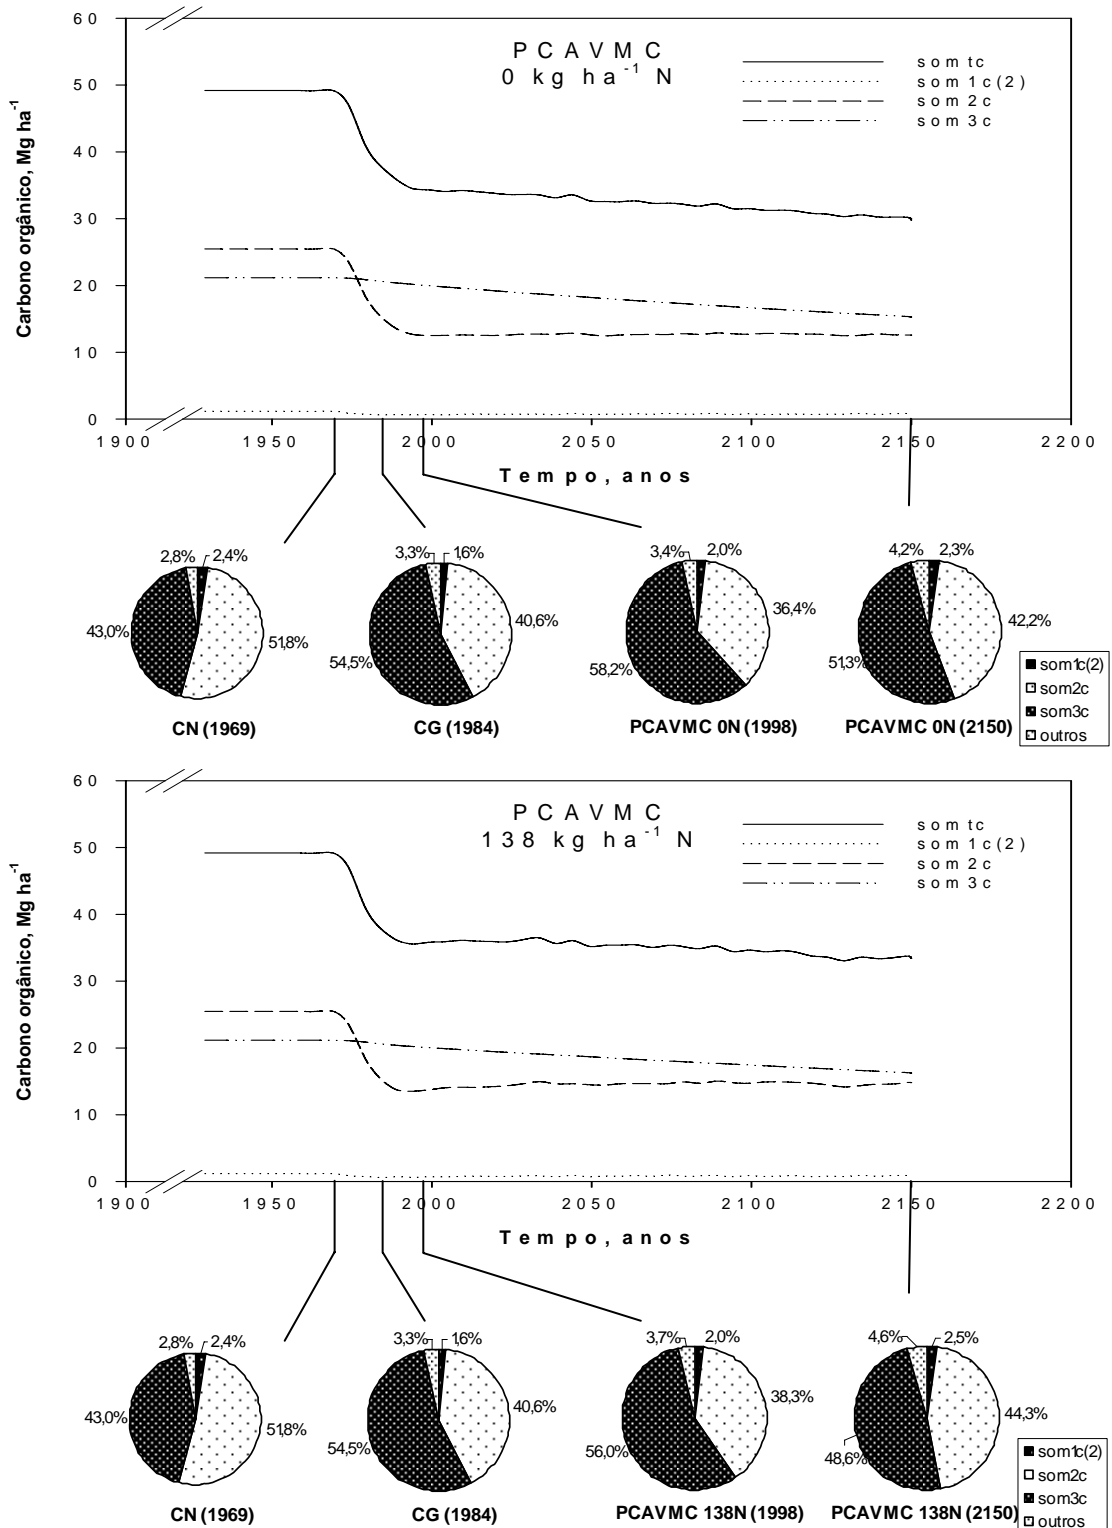 60
50
40
30
20
10
0
Carbono orgânico, Mg ha-1
PCAVMC
0 kg ha-1 N
som tc
som 1c(2)
som 2c
som 3c
1900 1950 2000 2050 2100 2150 2200
Tempo, anos
2,8% 2,4%
43,0% 51,8%
CN (1969)
3,3% 1,6%
54,5% 40,6%
CG (1984)
3,4% 2,0%
58,2% 36,4%
PCAVMC 0N (1998)
4,2% 2,3%
51,3% 42,2%
PCAVMC 0N (2150)
som1c(2)
som2c
som3c
outros
60
50
40
30
20
10
0
Carbono orgânico, Mg ha-1
PCAVMC
138 kg ha-1 N
som tc
som 1c(2)
som 2c
som 3c
1900 1950 2000 2050 2100 2150 2200
Tempo, anos
2,8% 2,4%
43,0% 51,8%
CN (1969)
3,3% 1,6%
54,5% 40,6%
CG (1984)
3,7% 2,0%
56,0% 38,3%
PCAVMC 138N (1998)
4,6% 2,5%
48,6% 44,3%
PCAVMC 138N (2150)
som1c(2)
som2c
som3c
outros